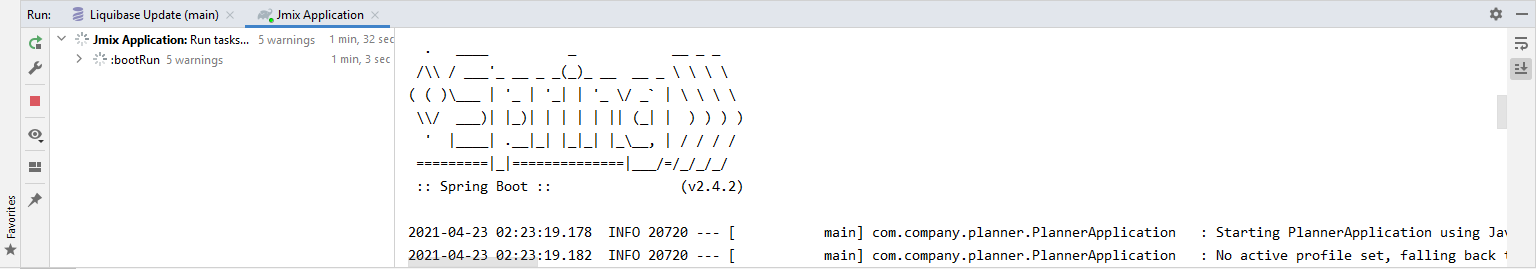 Run: Liquibase Update (main) Jmix Application
Jmix Application: Run tasks... 5 warnings 1 min, 32 sec
:bootRun 5 warnings 1 min, 3 sec
  .   ____          _            __ _ _
 /\\ / ___'_ __ _ _(_)_ __  __ _ \ \ \ \
( ( )\___ | '_ | '_| | '_ \/ _` | \ \ \ \
 \\/  ___)| |_)| | | | | || (_| |  ) ) ) )
  '  |____| .__|_| |_|_| |_\__, | / / / /
 =========|_|==============|___/=/_/_/_/
 :: Spring Boot ::                (v2.4.2)
2021-04-23 02:23:19.178  INFO 20720 --- [           main] com.company.planner.PlannerApplication   : Starting PlannerApplication using Jav
2021-04-23 02:23:19.182  INFO 20720 --- [           main] com.company.planner.PlannerApplication   : No active profile set, falling back t
Favorites